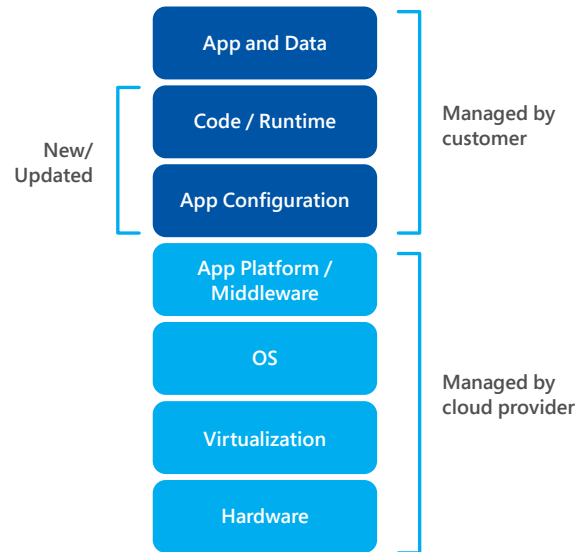 App and Data
Code / Runtime
New/
Updated
Managed by
customer
App Configuration
App Platform /
Middleware
OS
Managed by
cloud provider
Virtualization
Hardware